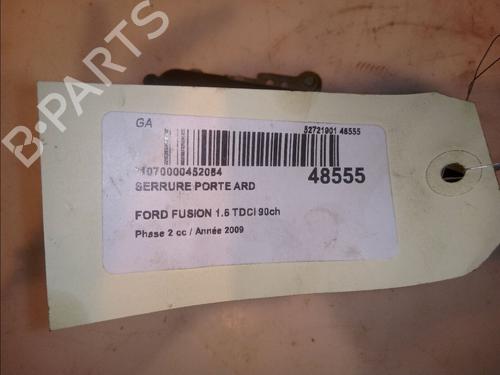 B-PARTS
GA
52721901 48555
*1070000452084
48555
SERRURE PORTE ARD
FORD FUSION 1.6 TDCi 90ch
Phase 2 cc / Année 2009